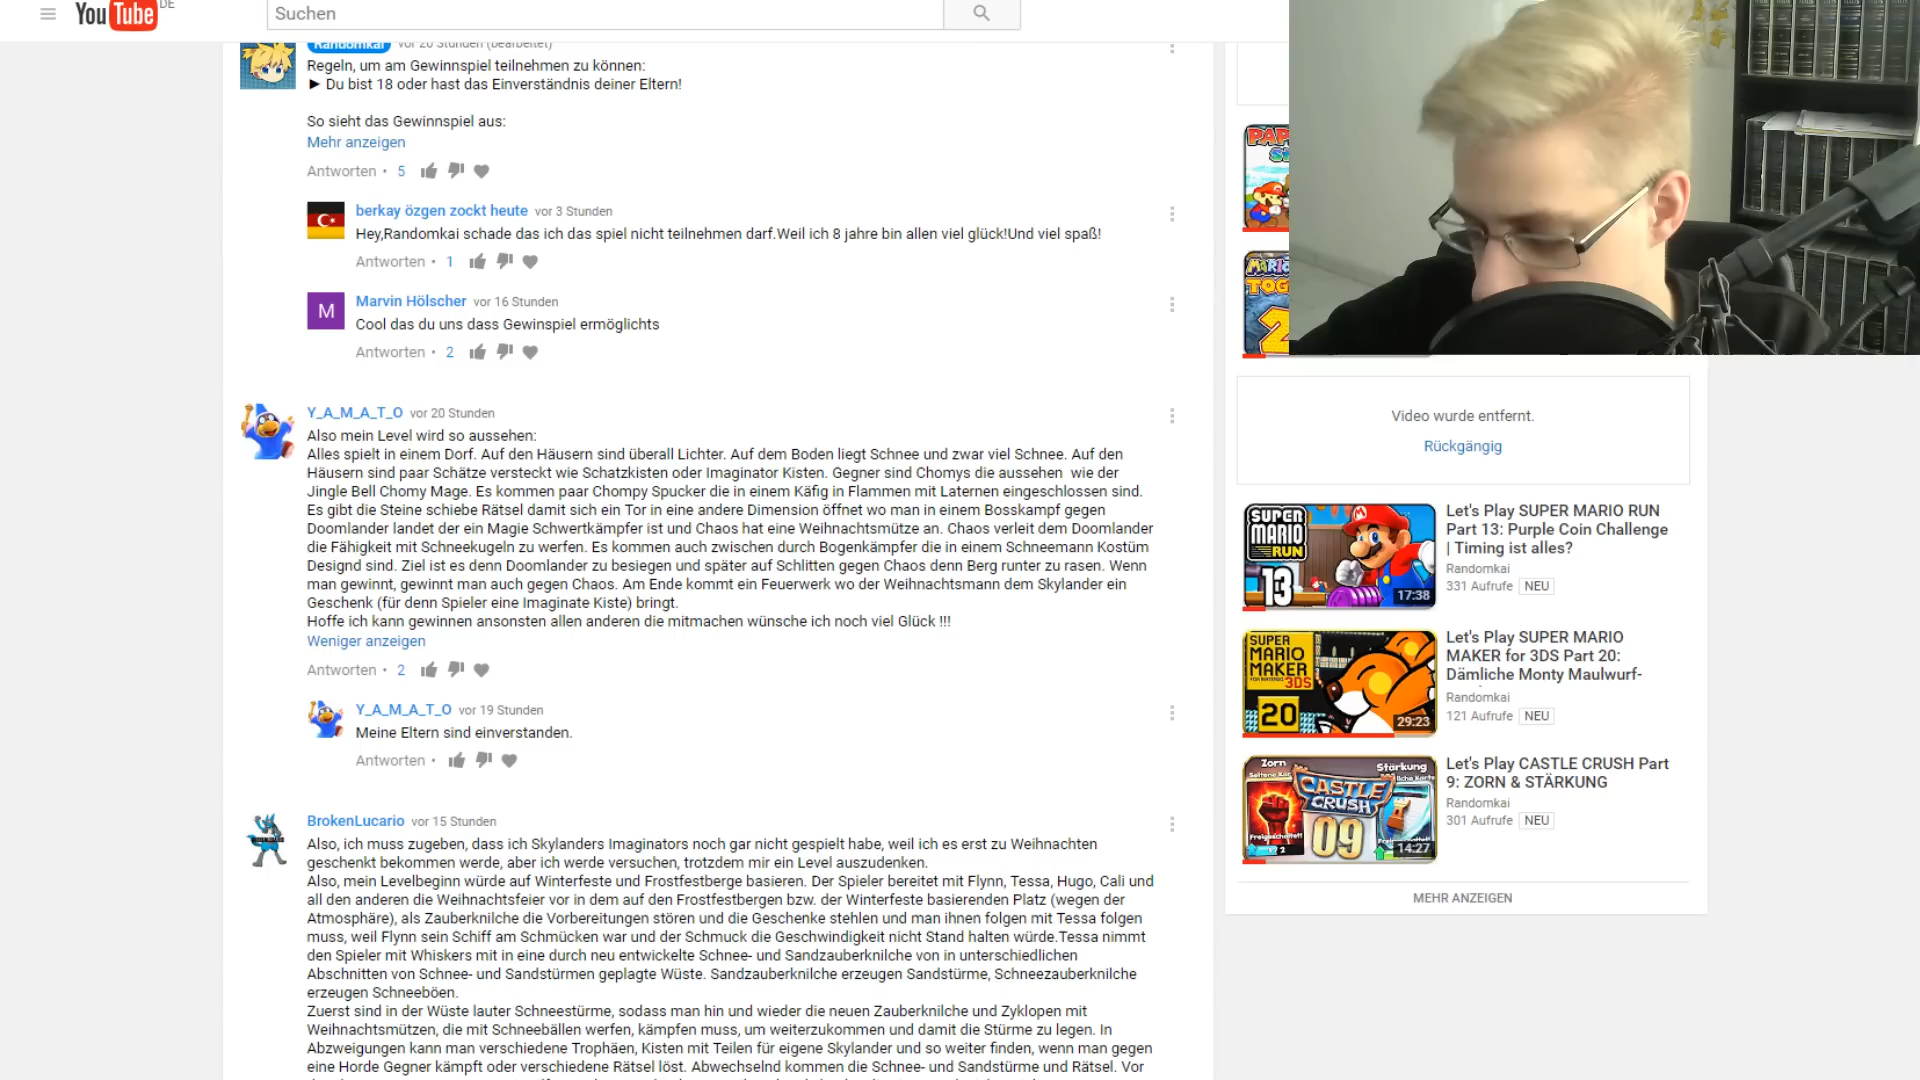 YouTube DE
Suchen
Randomkai vor 20 Stunden (bearbeitet)
Regeln, um am Gewinnspiel teilnehmen zu können:
► Du bist 18 oder hast das Einverständnis deiner Eltern!
So sieht das Gewinnspiel aus:
Mehr anzeigen
Antworten • 5
berkay özgen zockt heute vor 3 Stunden
Hey,Randomkai schade das ich das spiel nicht teilnehmen darf.Weil ich 8 jahre bin allen viel glück!Und viel spaß!
Antworten • 1
M
Marvin Hölscher vor 16 Stunden
Cool das du uns dass Gewinspiel ermöglichts
Antworten • 2
Y_A_M_A_T_O vor 20 Stunden
Also mein Level wird so aussehen:
Alles spielt in einem Dorf. Auf den Häusern sind überall Lichter. Auf dem Boden liegt Schnee und zwar viel Schnee. Auf den
Häusern sind paar Schätze versteckt wie Schatzkisten oder Imaginator Kisten. Gegner sind Chomys die aussehen wie der
Jingle Bell Chomy Mage. Es kommen paar Chompy Spucker die in einem Käfig in Flammen mit Laternen eingeschlossen sind.
Es gibt die Steine schiebe Rätsel damit sich ein Tor in eine andere Dimension öffnet wo man in einem Bosskampf gegen
Doomlander landet der ein Magie Schwertkämpfer ist und Chaos hat eine Weihnachtsmütze an. Chaos verleit dem Doomlander
die Fähigkeit mit Schneekugeln zu werfen. Es kommen auch zwischen durch Bogenkämpfer die in einem Schneemann Kostüm
Designd sind. Ziel ist es denn Doomlander zu besiegen und später auf Schlitten gegen Chaos denn Berg runter zu rasen. Wenn
man gewinnt, gewinnt man auch gegen Chaos. Am Ende kommt ein Feuerwerk wo der Weihnachtsmann dem Skylander ein
Geschenk (für denn Spieler eine Imaginate Kiste) bringt.
Hoffe ich kann gewinnen ansonsten allen anderen die mitmachen wünsche ich noch viel Glück !!!
Weniger anzeigen
Antworten • 2
Y_A_M_A_T_O vor 19 Stunden
Meine Eltern sind einverstanden.
Antworten •
BrokenLucario vor 15 Stunden
Also, ich muss zugeben, dass ich Skylanders Imaginators noch gar nicht gespielt habe, weil ich es erst zu Weihnachten
geschenkt bekommen werde, aber ich werde versuchen, trotzdem mir ein Level auszudenken.
Also, mein Levelbeginn würde auf Winterfeste und Frostfestberge basieren. Der Spieler bereitet mit Flynn, Tessa, Hugo, Cali und
all den anderen die Weihnachtsfeier vor in dem auf den Frostfestbergen bzw. der Winterfeste basierenden Platz (wegen der
Atmosphäre), als Zauberknilche die Vorbereitungen stören und die Geschenke stehlen und man ihnen folgen mit Tessa folgen
muss, weil Flynn sein Schiff am Schmücken war und der Schmuck die Geschwindigkeit nicht Stand halten würde.Tessa nimmt
den Spieler mit Whiskers mit in eine durch neu entwickelte Schnee- und Sandzauberknilche von in unterschiedlichen
Abschnitten von Schnee- und Sandstürmen geplagte Wüste. Sandzauberknilche erzeugen Sandstürme, Schneezauberknilche
erzeugen Schneeböen.
Zuerst sind in der Wüste lauter Schneestürme, sodass man hin und wieder die neuen Zauberknilche und Zyklopen mit
Weihnachtsmützen, die mit Schneebällen werfen, kämpfen muss, um weiterzukommen und damit die Stürme zu legen. In
Abzweigungen kann man verschiedene Trophäen, Kisten mit Teilen für eigene Skylander und so weiter finden, wenn man gegen
eine Horde Gegner kämpft oder verschiedene Rätsel löst. Abwechselnd kommen die Schnee- und Sandstürme und Rätsel. Vor
Video wurde entfernt.
Rückgängig
SUPER
MARIO
RUN
13
17:38
Let's Play SUPER MARIO RUN
Part 13: Purple Coin Challenge
| Timing ist alles?
Randomkai
331 Aufrufe NEU
SUPER
MARIO
MAKER
3DS
20
29:23
Let's Play SUPER MARIO
MAKER for 3DS Part 20:
Dämliche Monty Maulwurf-
Randomkai
121 Aufrufe NEU
Zorn
Stärkung
CASTLE
CRUSH
09
14:27
Let's Play CASTLE CRUSH Part
9: ZORN & STÄRKUNG
Randomkai
301 Aufrufe NEU
MEHR ANZEIGEN